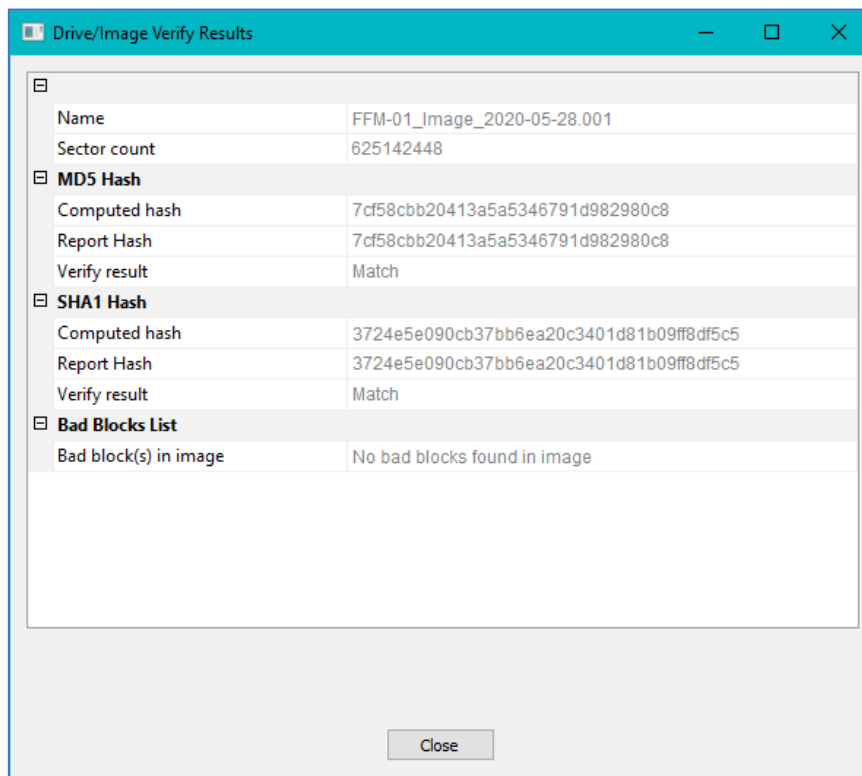 Drive/Image Verify Results
Name FFM-01_Image_2020-05-28.001
Sector count 625142448
MD5 Hash
Computed hash 7cf58cbb20413a5a5346791d982980c8
Report Hash 7cf58cbb20413a5a5346791d982980c8
Verify result Match
SHA1 Hash
Computed hash 3724e5e090cb37bb6ea20c3401d81b09ff8df5c5
Report Hash 3724e5e090cb37bb6ea20c3401d81b09ff8df5c5
Verify result Match
Bad Blocks List
Bad block(s) in image No bad blocks found in image
Close